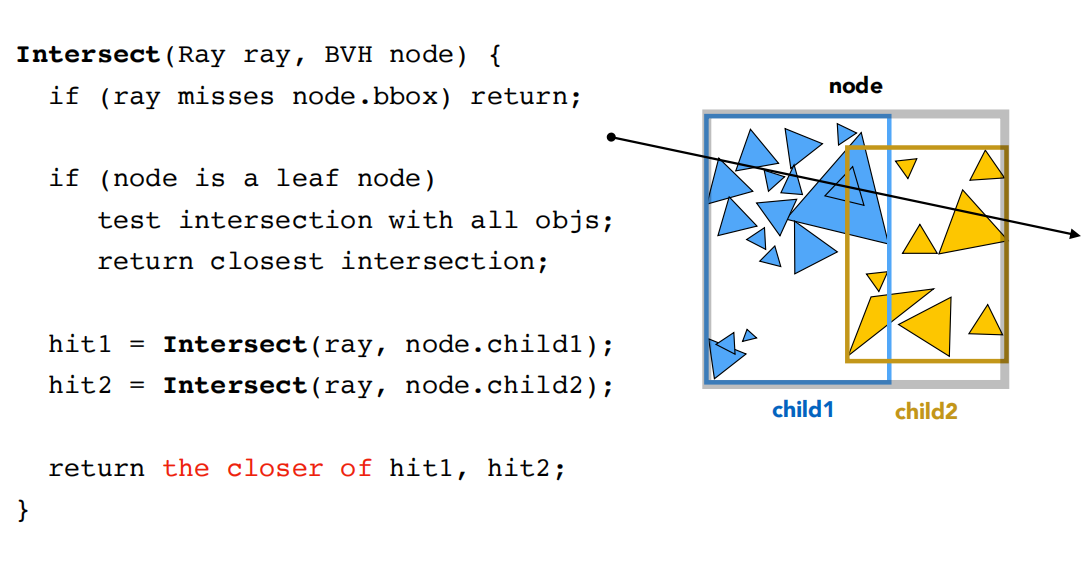 Intersect(Ray ray, BVH node) {
if (ray misses node.bbox) return;
if (node is a leaf node)
test intersection with all objs;
return closest intersection;
hit1 = Intersect(ray, node.child1);
hit2 = Intersect(ray, node.child2);
return the closer of hit1, hit2;
}
node
child1
child2